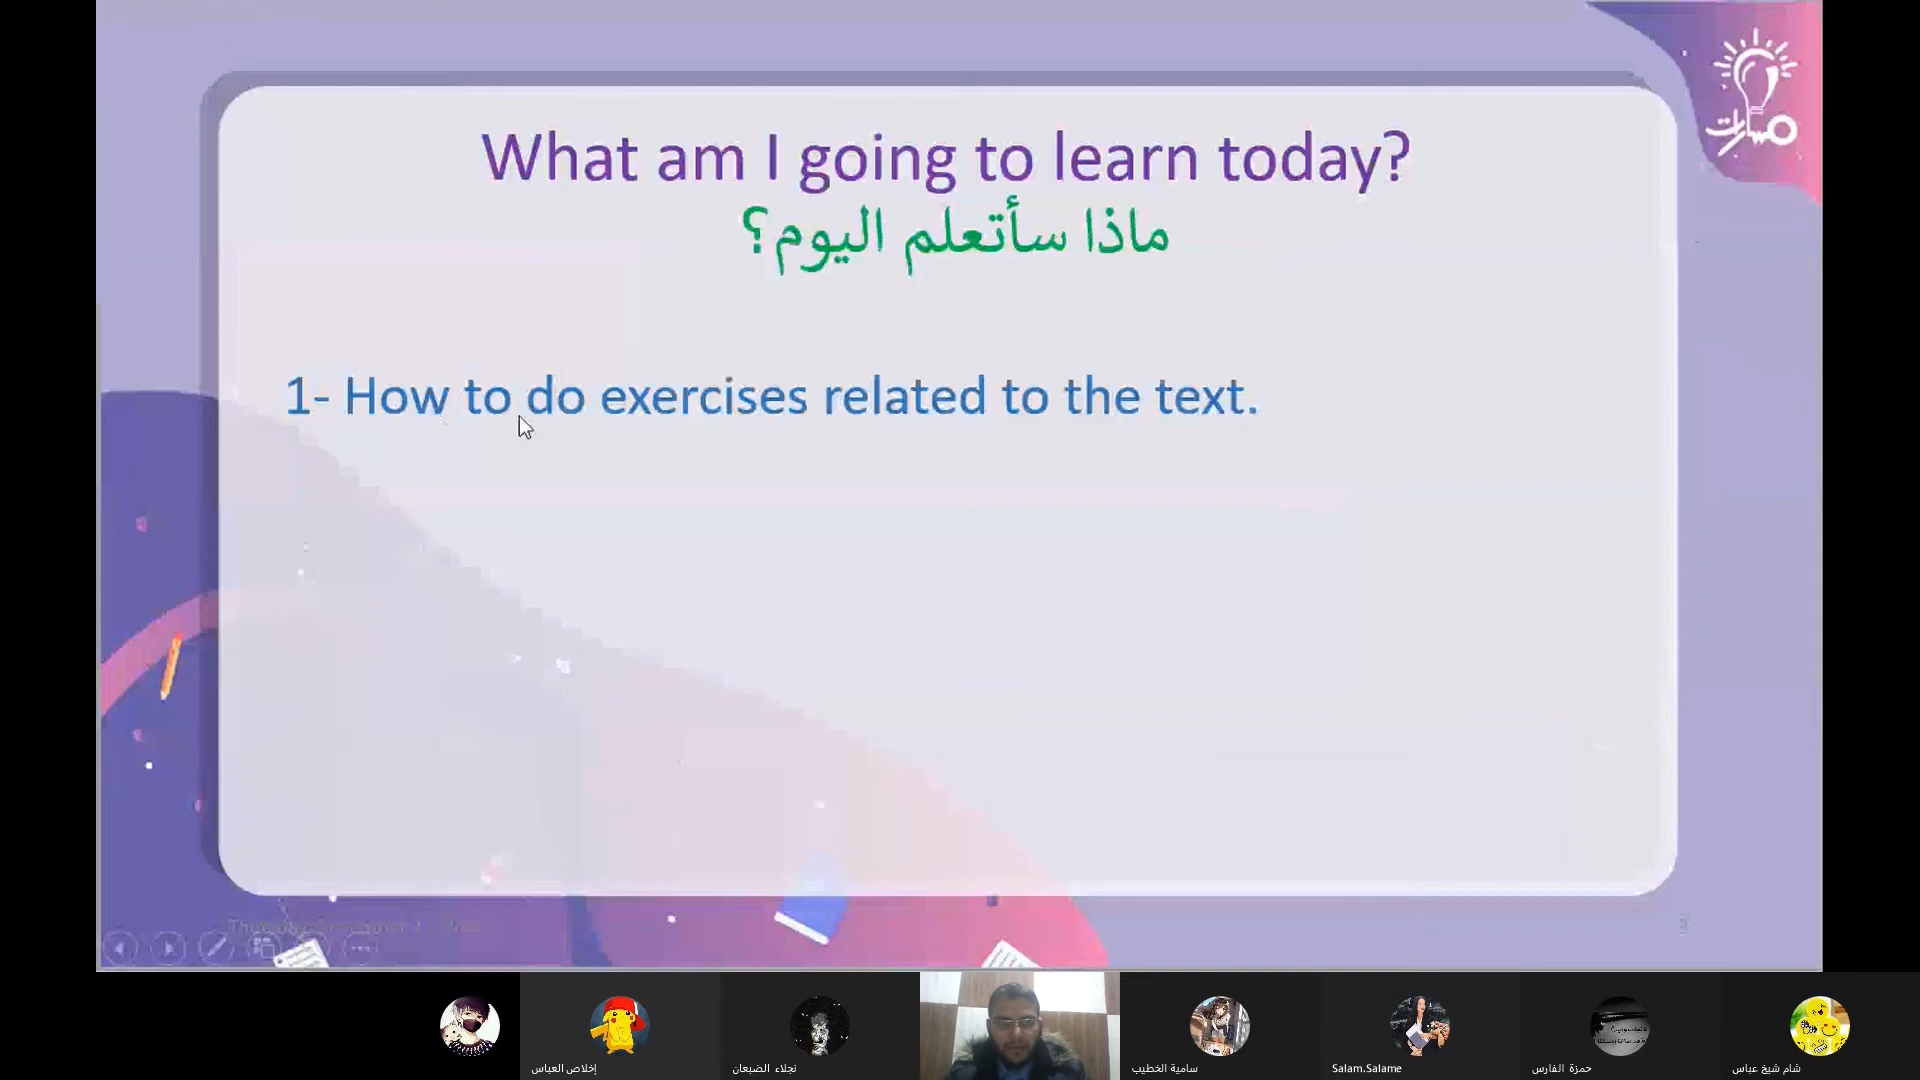 مسارات
What am I going to learn today?
ماذا سأتعلم اليوم؟
1- How to do exercises related to the text.
إخلاص العباس
نجلاء الضبعان
سامية الخطيب
Salam.Salame
حمزة الفارس
شام شيخ عباس